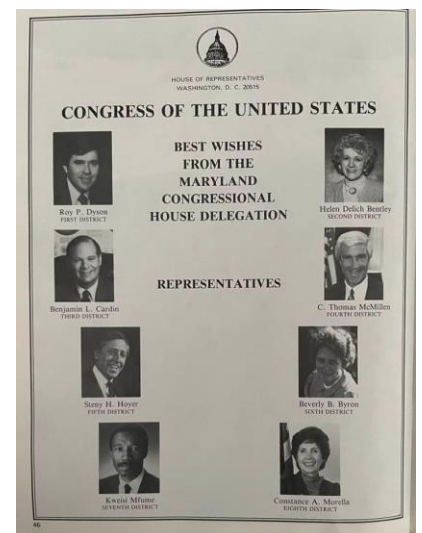 HOUSE OF REPRESENTATIVES
WASHINGTON, D. C. 20515
CONGRESS OF THE UNITED STATES
BEST WISHES
FROM THE
MARYLAND
CONGRESSIONAL
HOUSE DELEGATION
Roy P. Dyson
FIRST DISTRICT
Helen Delich Bentley
SECOND DISTRICT
REPRESENTATIVES
Benjamin L. Cardin
THIRD DISTRICT
C. Thomas McMillen
FOURTH DISTRICT
Steny H. Hoyer
FIFTH DISTRICT
Beverly B. Byron
SIXTH DISTRICT
Kweisi Mfume
SEVENTH DISTRICT
Constance A. Morella
EIGHTH DISTRICT
46